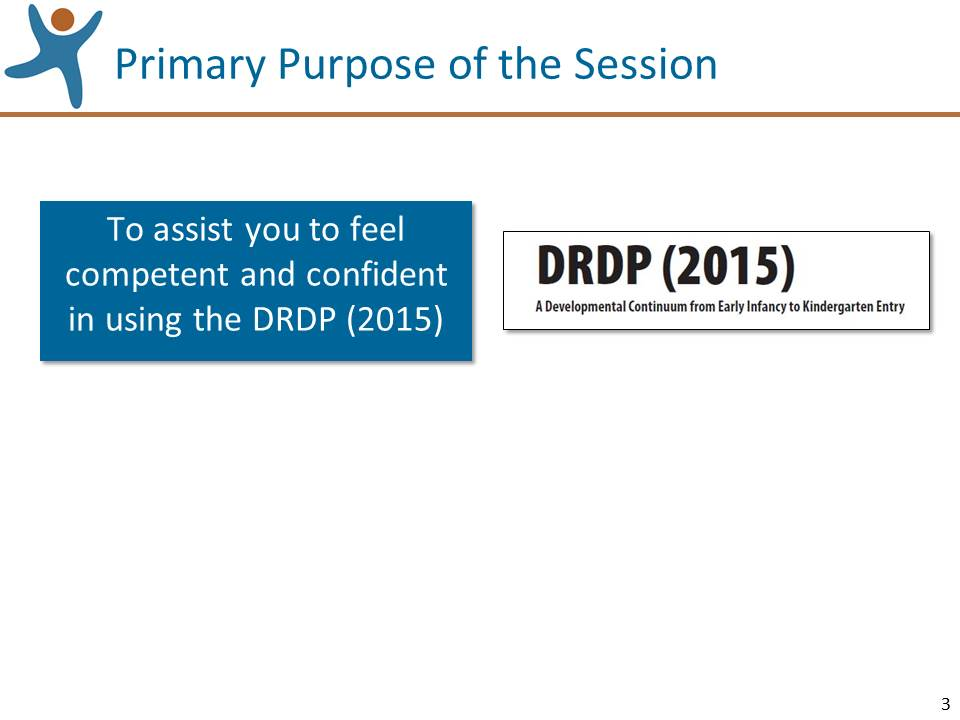 Primary Purpose of the Session
To assist you to feel
competent and confident
in using the DRDP (2015)
DRDP (2015)
A Developmental Continuum from Early Infancy to Kindergarten Entry
3